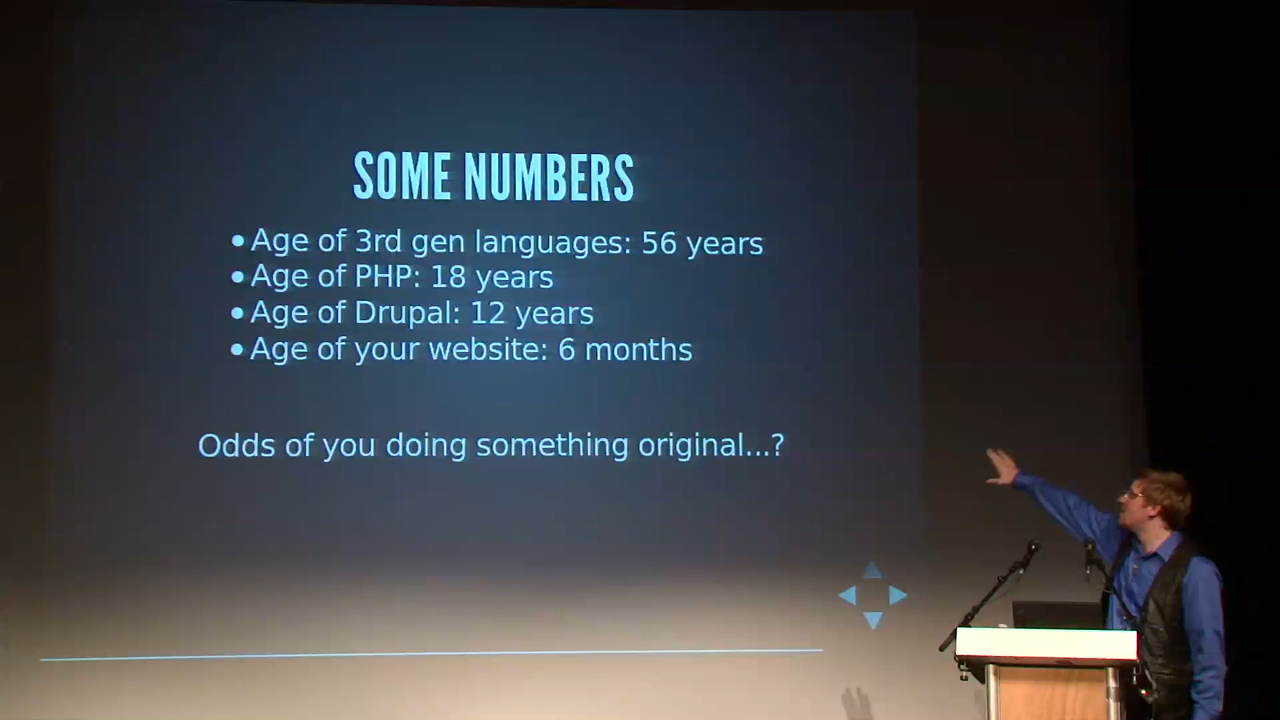 SOME NUMBERS
• Age of 3rd gen languages: 56 years
• Age of PHP: 18 years
• Age of Drupal: 12 years
• Age of your website: 6 months
Odds of you doing something original...?